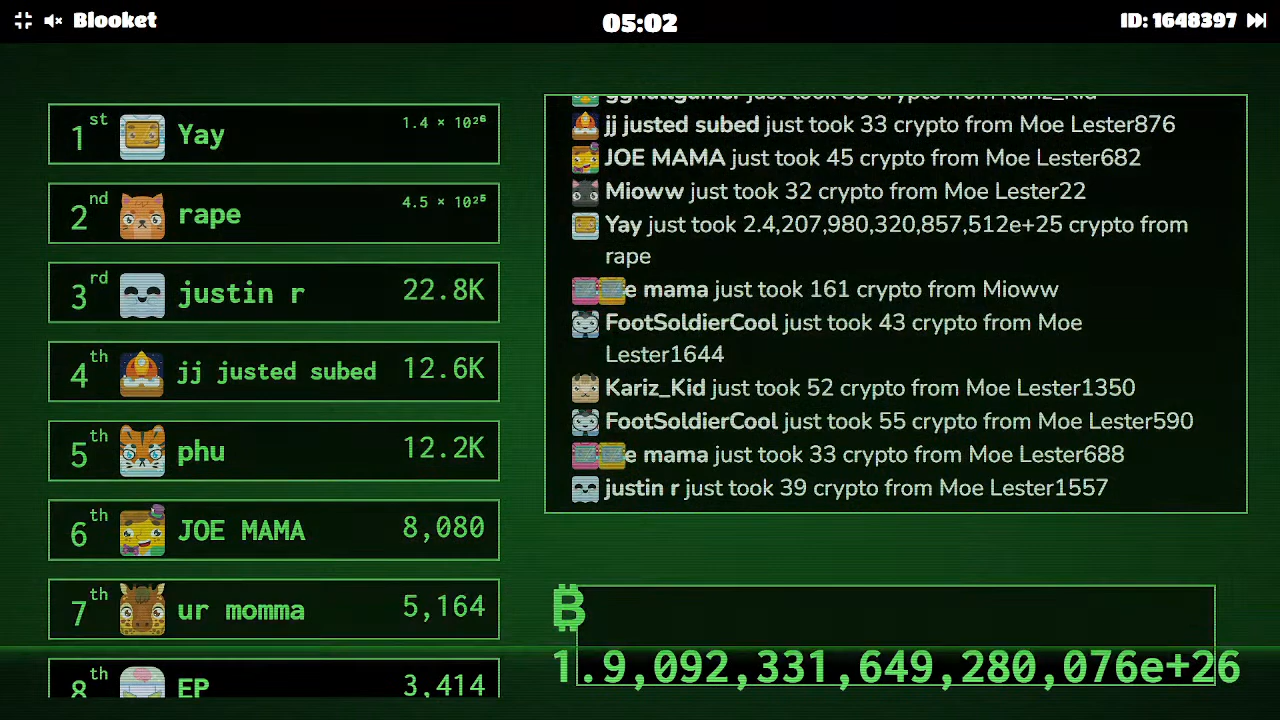 Blooket
05:02
ID: 1648397
1st Yay 1.4 × 10²⁶
2nd rape 4.5 × 10²⁵
3rd justin r 22.8K
4th jj justed subed 12.6K
5th phu 12.2K
6th JOE MAMA 8,080
7th ur momma 5,164
8th EP 3,414
just took 33 crypto from Kariz_Kid
jj justed subed just took 33 crypto from Moe Lester876
JOE MAMA just took 45 crypto from Moe Lester682
Mioww just took 32 crypto from Moe Lester22
Yay just took 2.4,207,980,320,857,512e+25 crypto from
rape
e mama just took 161 crypto from Mioww
FootSoldierCool just took 43 crypto from Moe
Lester1644
Kariz_Kid just took 52 crypto from Moe Lester1350
FootSoldierCool just took 55 crypto from Moe Lester590
e mama just took 33 crypto from Moe Lester688
justin r just took 39 crypto from Moe Lester1557
₿
1.9,092,331,649,280,076e+26